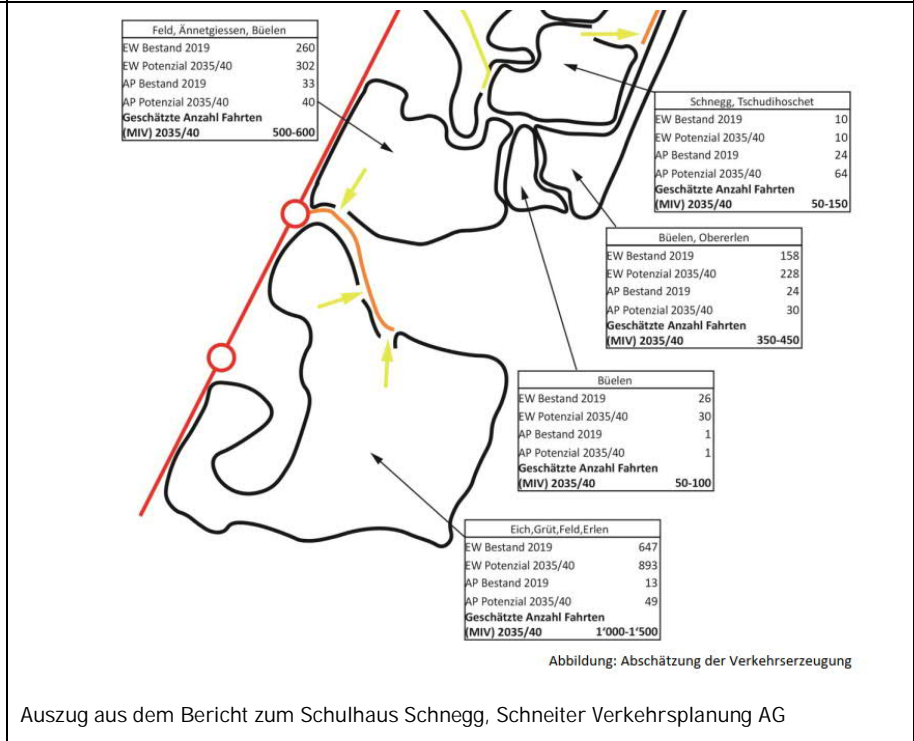 Feld, Ännetgiessen, Büelen
EW Bestand 2019 260
EW Potenzial 2035/40 302
AP Bestand 2019 33
AP Potenzial 2035/40 40
Geschätzte Anzahl Fahrten
(MIV) 2035/40 500-600
Schnegg, Tschudihoschet
EW Bestand 2019 10
EW Potenzial 2035/40 10
AP Bestand 2019 24
AP Potenzial 2035/40 64
Geschätzte Anzahl Fahrten
(MIV) 2035/40 50-150
Büelen, Obererlen
EW Bestand 2019 158
EW Potenzial 2035/40 228
AP Bestand 2019 24
AP Potenzial 2035/40 30
Geschätzte Anzahl Fahrten
(MIV) 2035/40 350-450
Büelen
EW Bestand 2019 26
EW Potenzial 2035/40 30
AP Bestand 2019 1
AP Potenzial 2035/40 1
Geschätzte Anzahl Fahrten
(MIV) 2035/40 50-100
Eich,Grüt,Feld,Erlen
EW Bestand 2019 647
EW Potenzial 2035/40 893
AP Bestand 2019 13
AP Potenzial 2035/40 49
Geschätzte Anzahl Fahrten
(MIV) 2035/40 1'000-1'500
Abbildung: Abschätzung der Verkehrserzeugung
Auszug aus dem Bericht zum Schulhaus Schnegg, Schneiter Verkehrsplanung AG